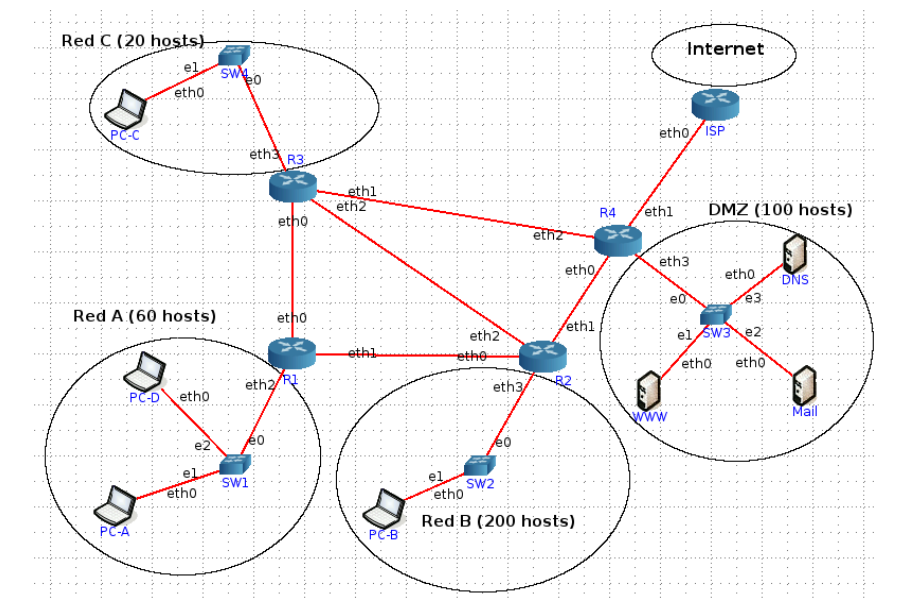 Red C (20 hosts)
SW4
e1
e0
eth0
PC-C
eth3
R3
eth1
eth2
eth0
Internet
eth0
ISP
R4
eth1
DMZ (100 hosts)
eth2
eth0
eth3
eth0
DNS
e0
e3
SW3
e1
e2
eth0
eth0
WWW
Mail
Red A (60 hosts)
eth0
R1
eth1
eth2
PC-D
eth0
e2
e0
SW1
e1
eth0
PC-A
eth2
eth1
eth0
R2
eth3
e0
SW2
e1
eth0
PC-B
Red B (200 hosts)